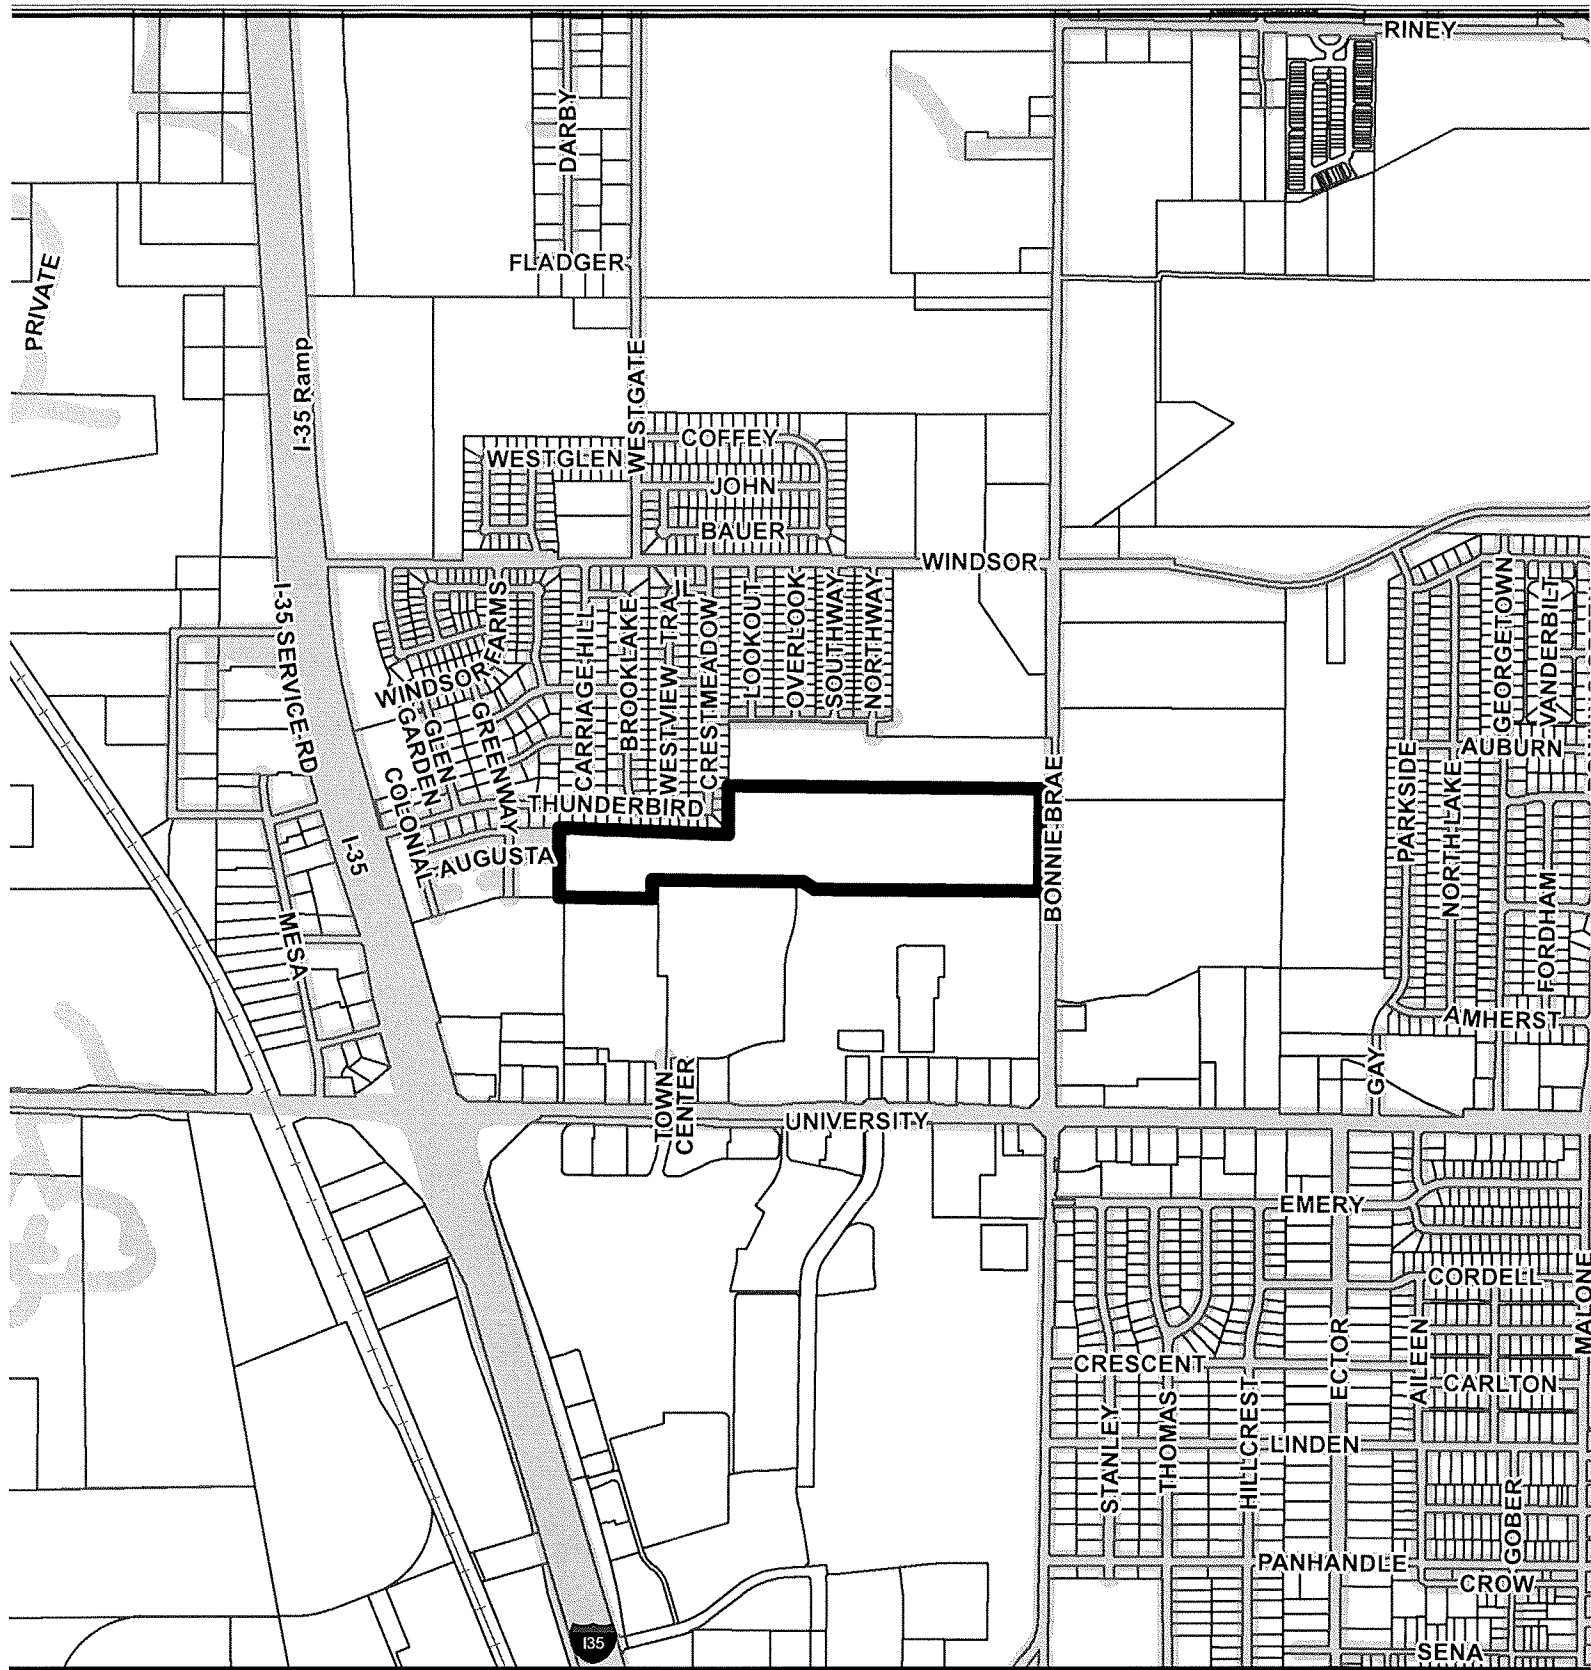 RINEY
DARBY
FLADGER
PRIVATE
I-35 Ramp
WESTGATE
COFFEY
WESTGLEN
JOHN
BAUER
WINDSOR
I-35 SERVICE RD
WINDSOR FARMS
CARRIAGE HILL
BROOKLAKE
WESTVIEW TRAIL
CRESTMEADOW
LOOKOUT
OVERLOOK
SOUTHWAY
NORTHWAY
GEORGETOWN
VANDERBILT
GARDEN
GLEN
GREENWAY
COLONIAL
THUNDERBIRD
AUGUSTA
BONNIE BRAE
PARKSIDE
NORTH LAKE
AUBURN
FORDHAM
I-35
MESA
AMHERST
GAY
TOWN
CENTER
UNIVERSITY
EMERY
CORDELL
MALONE
CRESCENT
ECTOR
AILEEN
CARLTON
STANLEY
THOMAS
HILLCREST
LINDEN
GOBER
PANHANDLE
CROW
I35
SENA